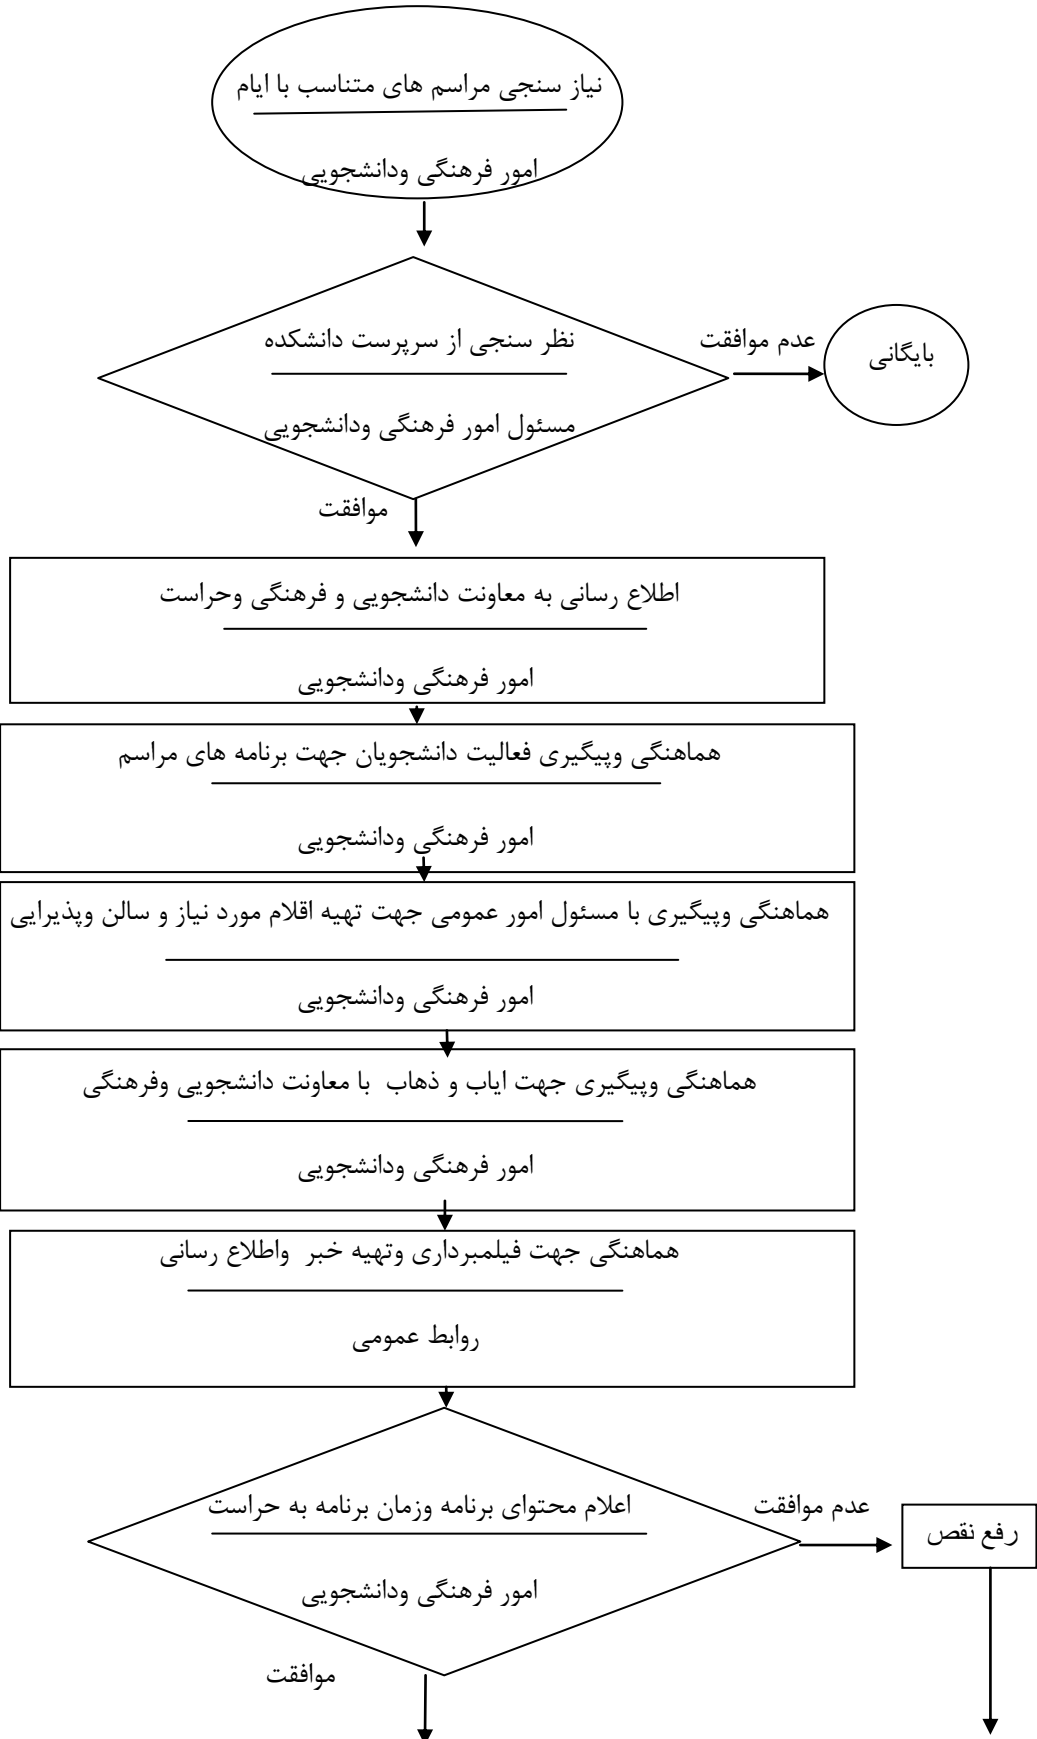 نیاز سنجی مراسم های متناسب با ایام
امور فرهنگی ودانشجویی
نظر سنجی از سرپرست دانشکده
مسئول امور فرهنگی ودانشجویی
عدم موافقت
بایگانی
موافقت
اطلاع رسانی به معاونت دانشجویی و فرهنگی وحراست
امور فرهنگی ودانشجویی
هماهنگی وپیگیری فعالیت دانشجویان جهت برنامه های مراسم
امور فرهنگی ودانشجویی
هماهنگی وپیگیری با مسئول امور عمومی جهت تهیه اقلام مورد نیاز و سالن وپذیرایی
امور فرهنگی ودانشجویی
هماهنگی وپیگیری جهت ایاب و ذهاب با معاونت دانشجویی وفرهنگی
امور فرهنگی ودانشجویی
هماهنگی جهت فیلمبرداری وتهیه خبر واطلاع رسانی
روابط عمومی
اعلام محتوای برنامه وزمان برنامه به حراست
امور فرهنگی ودانشجویی
عدم موافقت
رفع نقص
موافقت